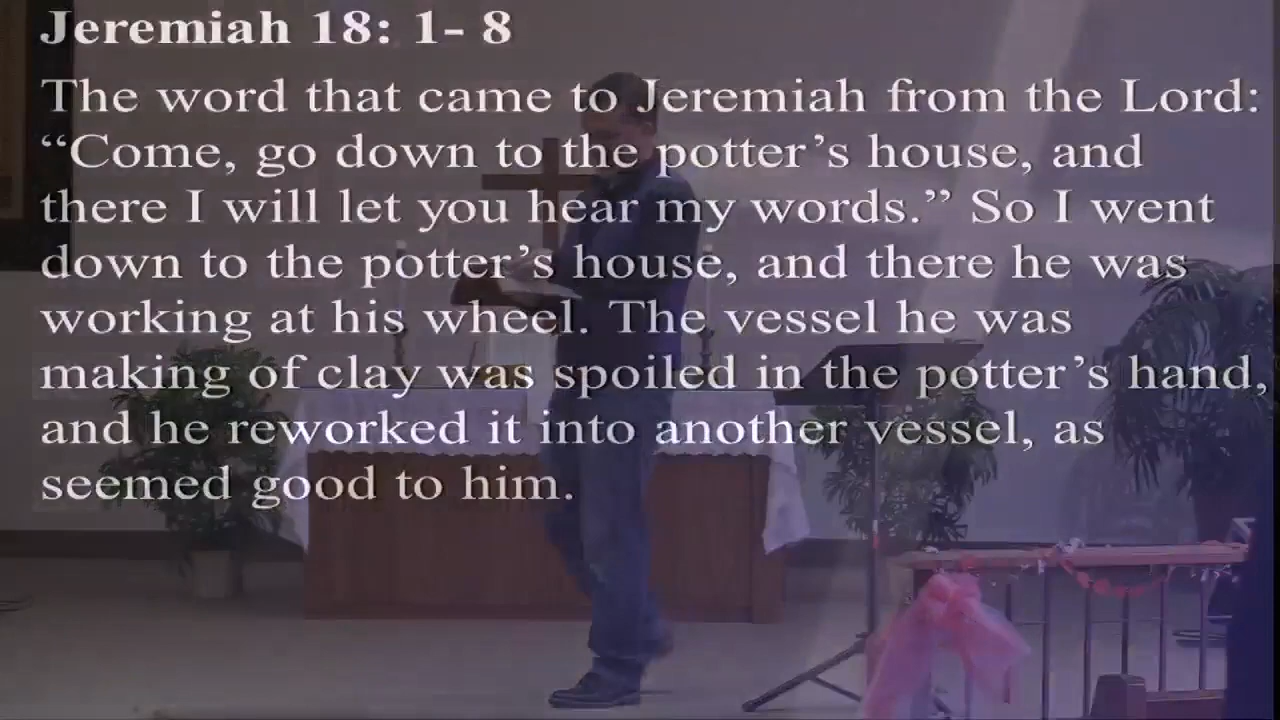 Jeremiah 18: 1- 8
The word that came to Jeremiah from the Lord:
“Come, go down to the potter’s house, and
there I will let you hear my words.” So I went
down to the potter’s house, and there he was
working at his wheel. The vessel he was
making of clay was spoiled in the potter’s hand,
and he reworked it into another vessel, as
seemed good to him.